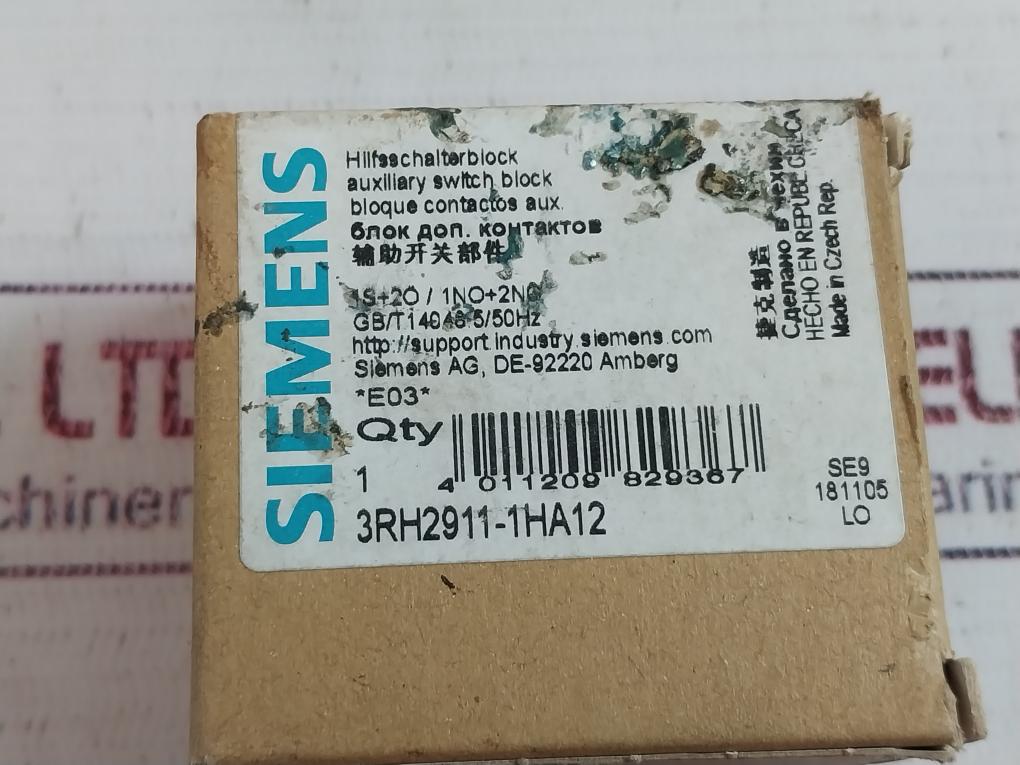 SIEMENS
Hilfsschalterblock
auxiliary switch block
bloque contactos aux.
блок доп. контактов
辅助开关部件
1S+2O / 1NO+2NC
GB/T14048.5/50Hz
http://support.industry.siemens.com
Siemens AG, DE-92220 Amberg
*E03*
Qty
1
4 011209 829367
3RH2911-1HA12
捷克制造
Сделано в Чехии
HECHO EN REPUBL.CHECA
Made in Czech Rep.
SE9
181105
LO
LTD